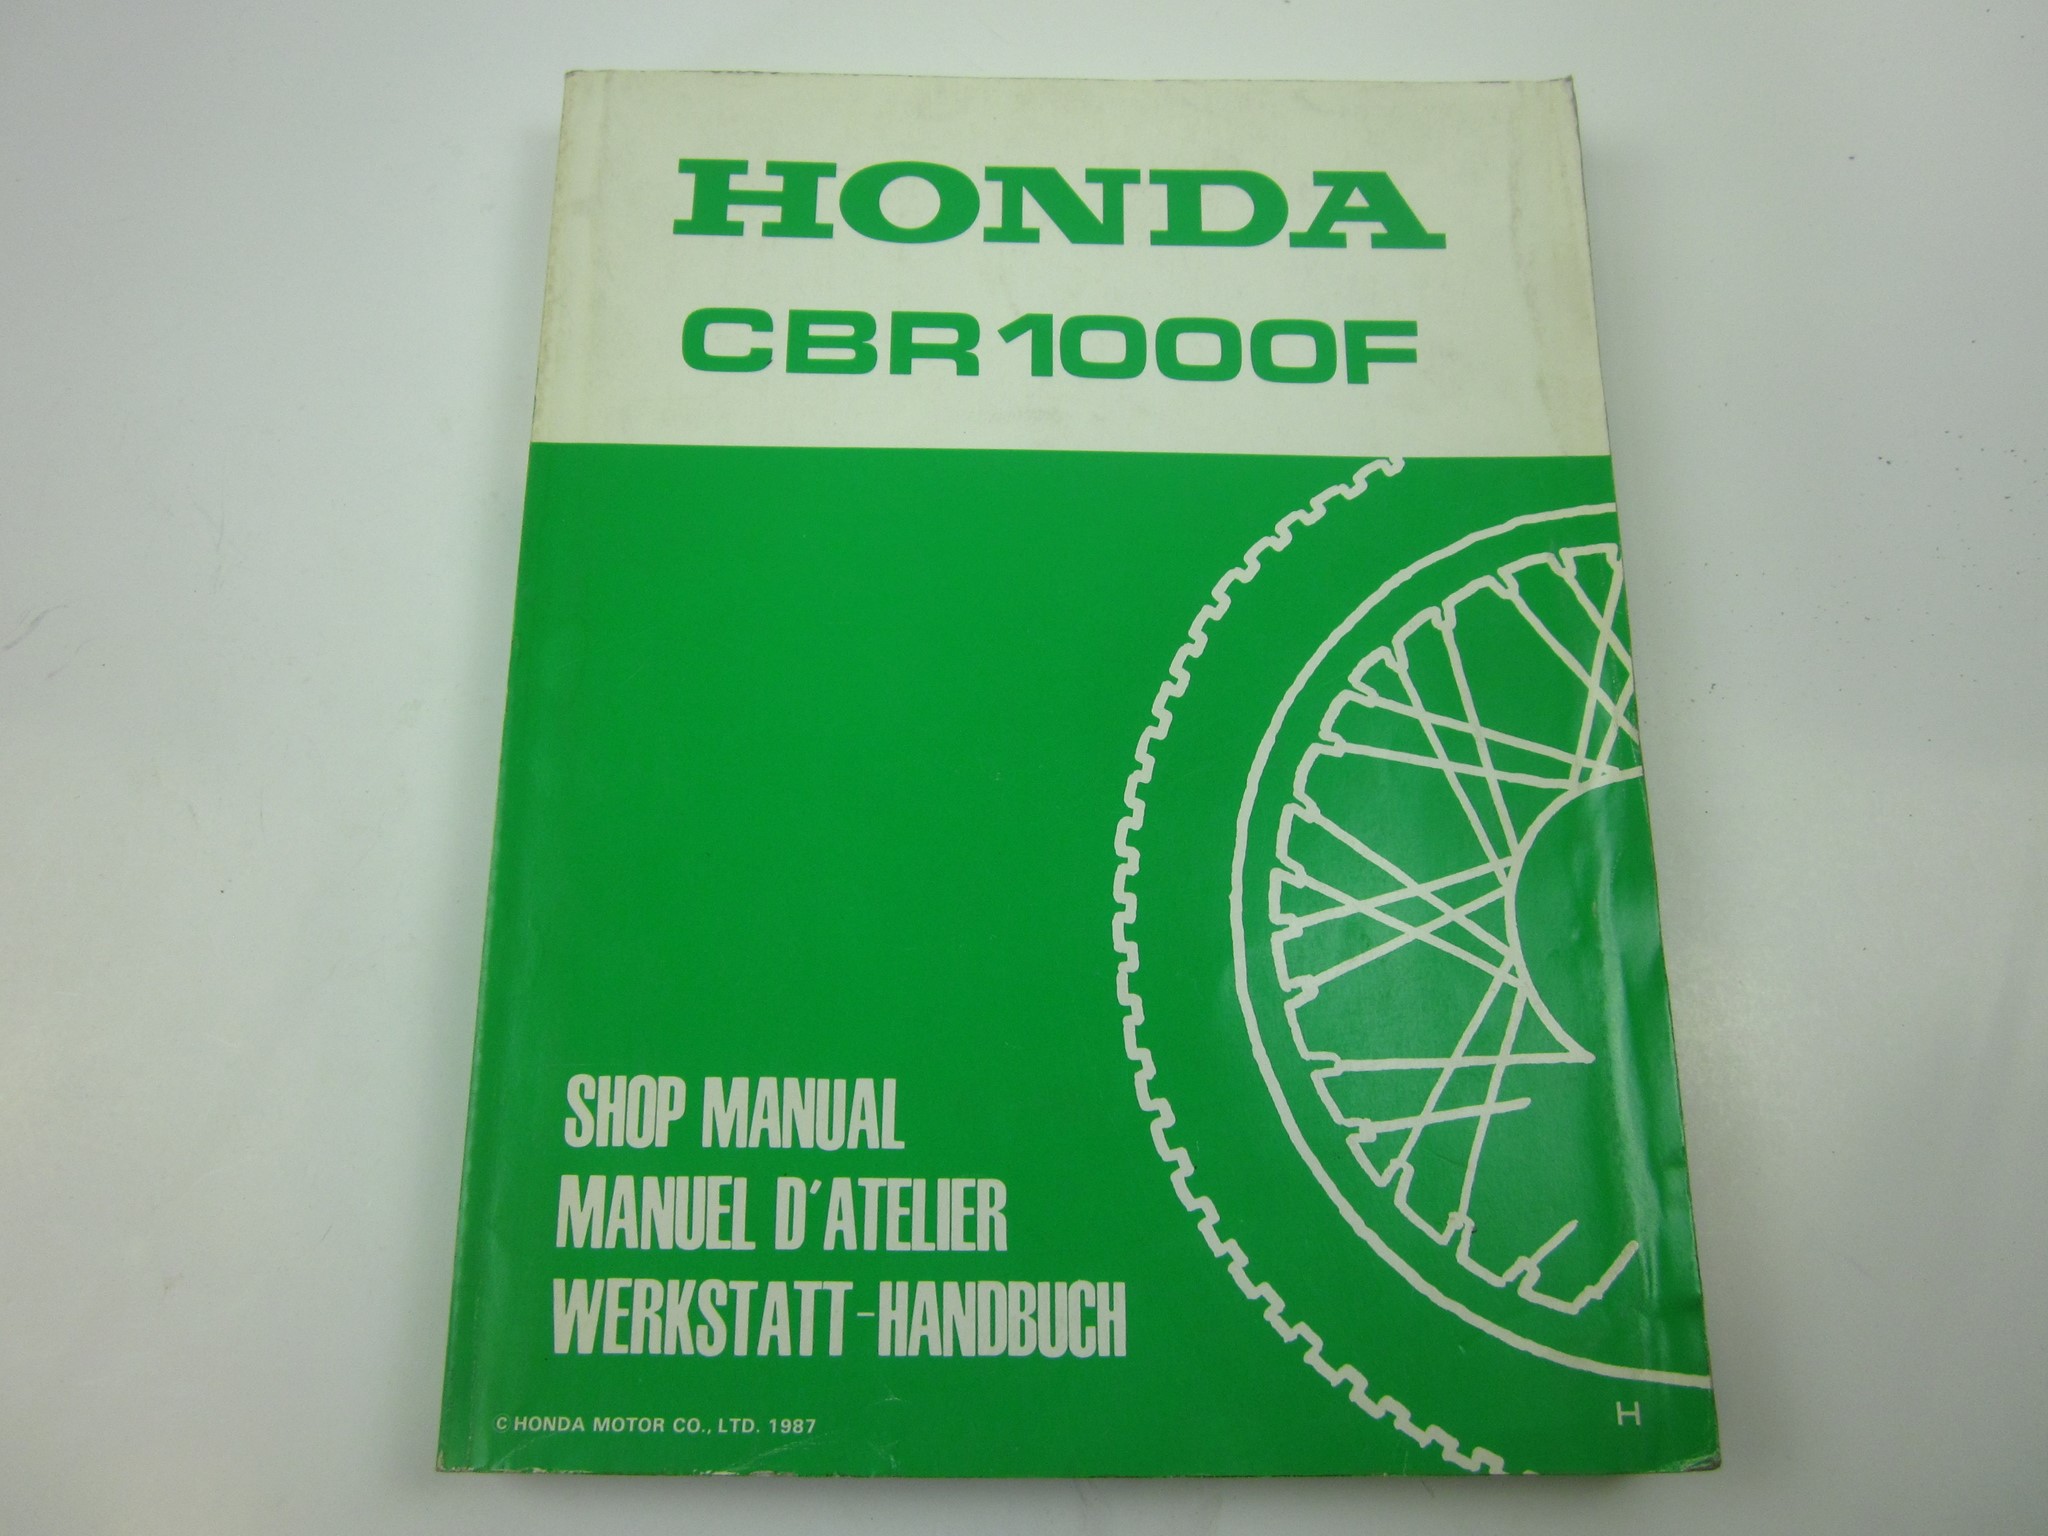 HONDA
CBR1000F
SHOP MANUAL
MANUEL D'ATELIER
WERKSTATT-HANDBUCH
© HONDA MOTOR CO., LTD. 1987
H